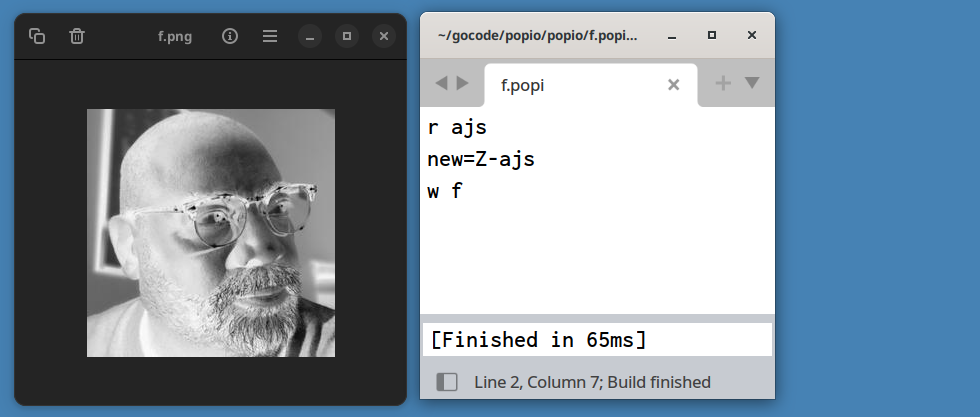 f.png
~/gocode/popio/popio/f.popi...
f.popi
r ajs
new=Z-ajs
w f
[Finished in 65ms]
Line 2, Column 7; Build finished